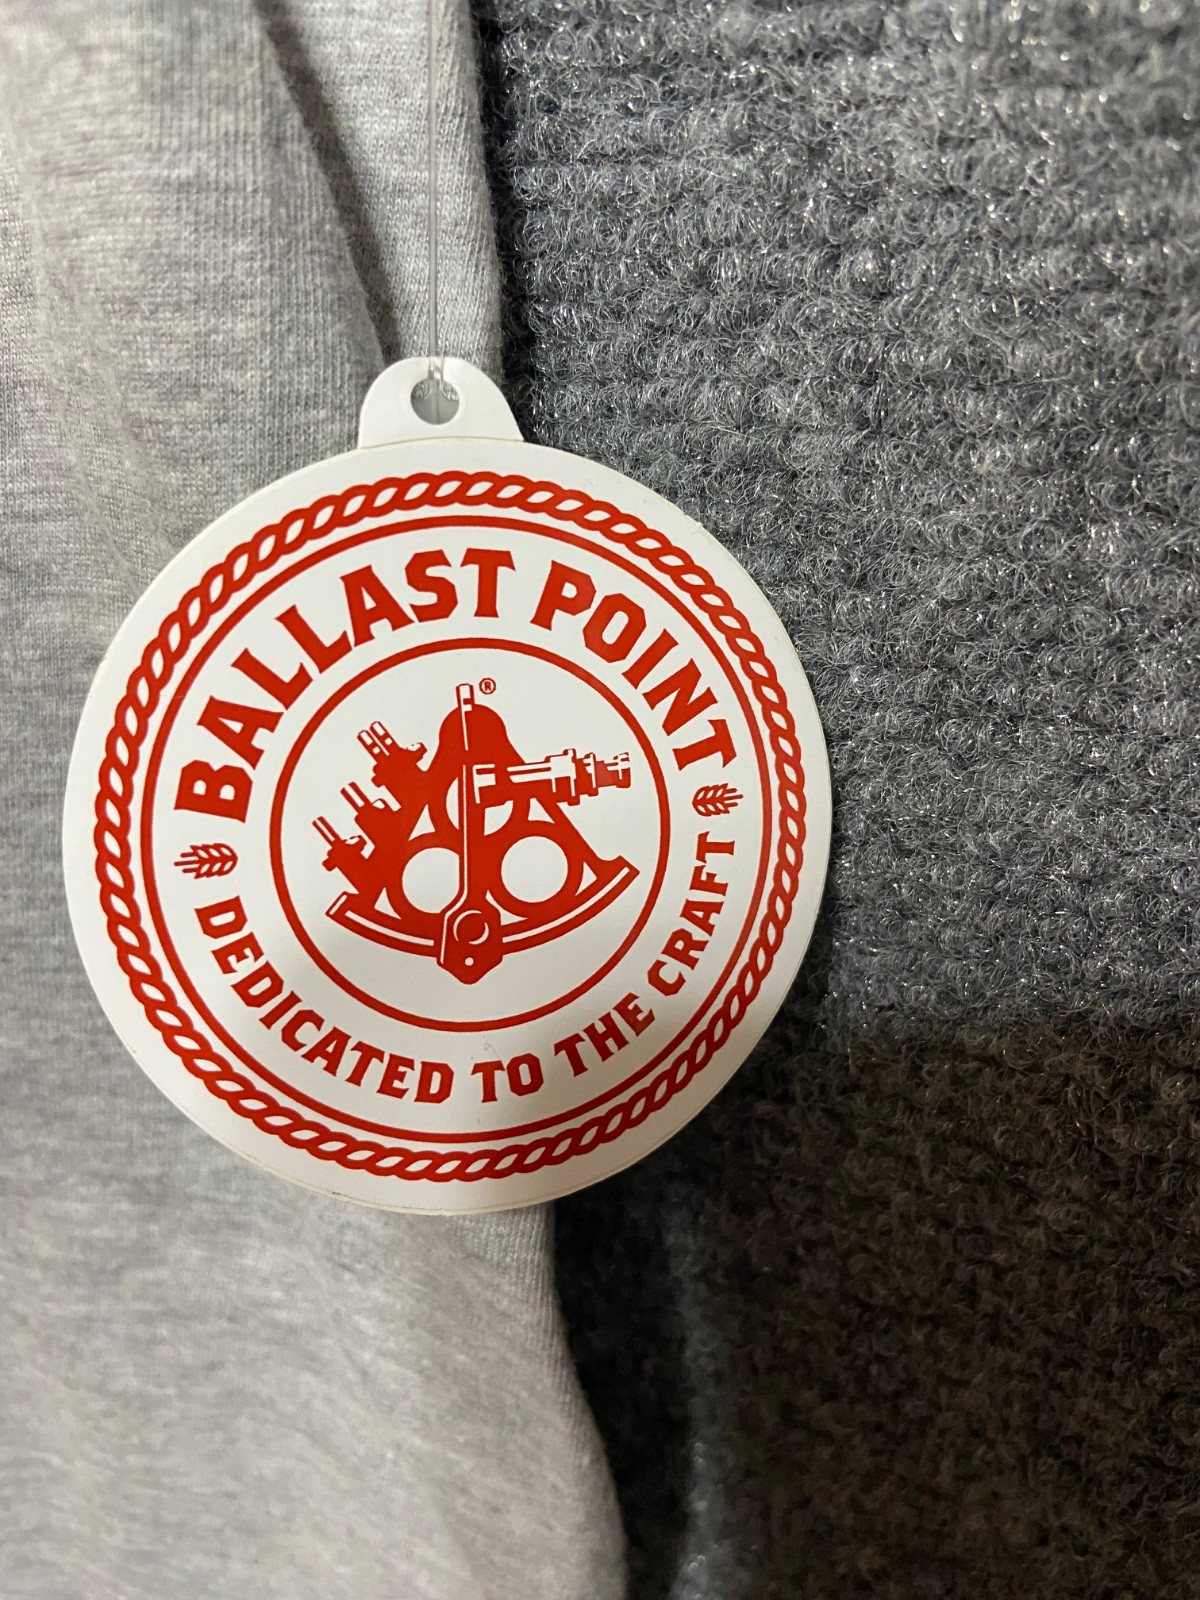 BALLAST POINT
®
DEDICATED TO THE CRAFT